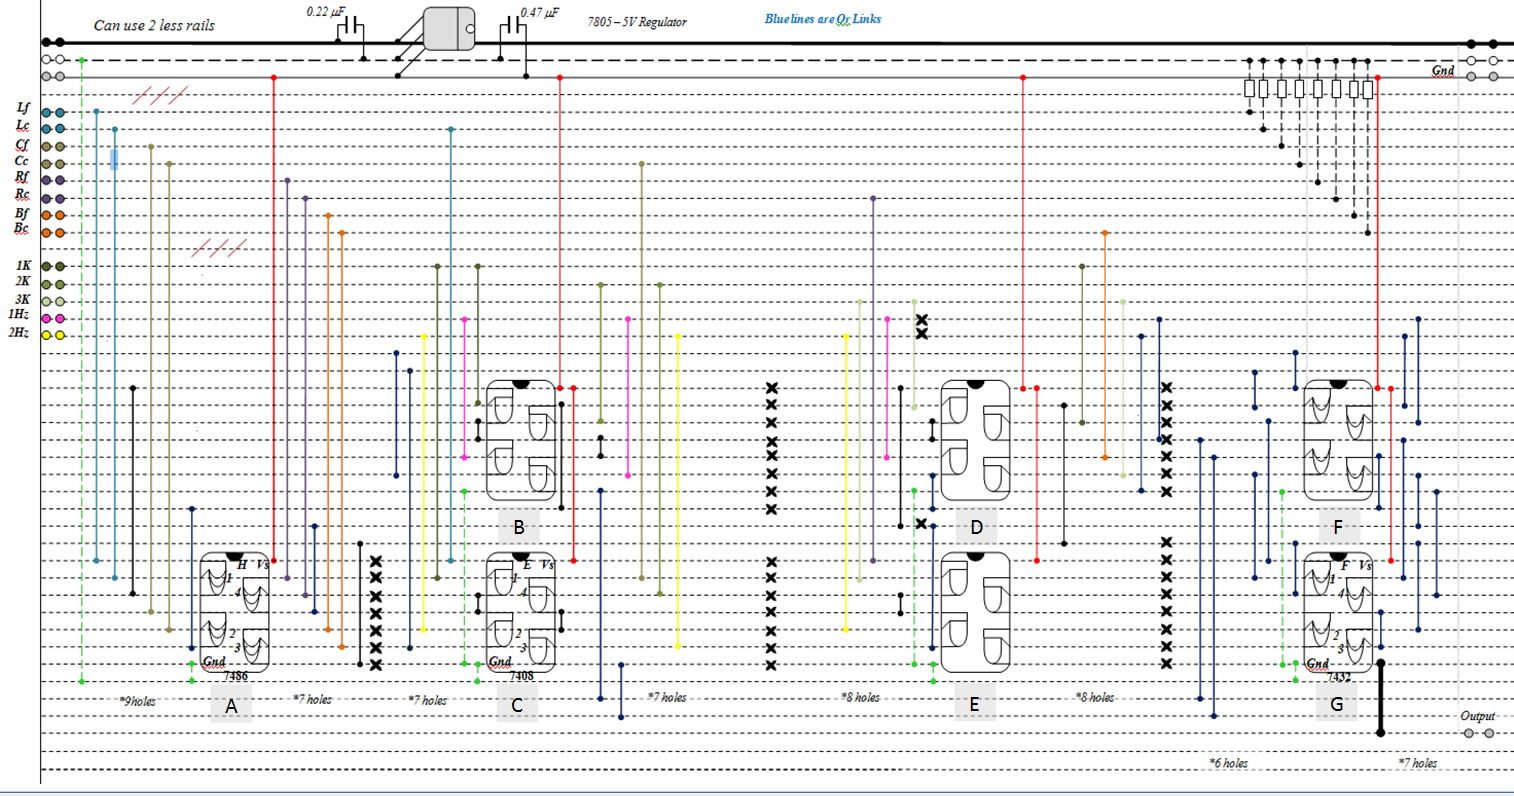 0.22 µF
0.47 µF
7805 – 5V Regulator
Blue lines are Or Links
Can use 2 less rails
Gnd
Lf
Lc
Cf
Cc
Rf
Rc
Bf
Bc
1K
2K
3K
1Hz
2Hz
B
D
F
H Vs
1
4
2
3
Gnd
7486
E Vs
1
4
2
3
Gnd
7408
F Vs
1
4
2
3
Gnd
7432
*9holes
A
*7 holes
*7 holes
C
*7 holes
*8 holes
E
*8 holes
G
Output
*6 holes
*7 holes